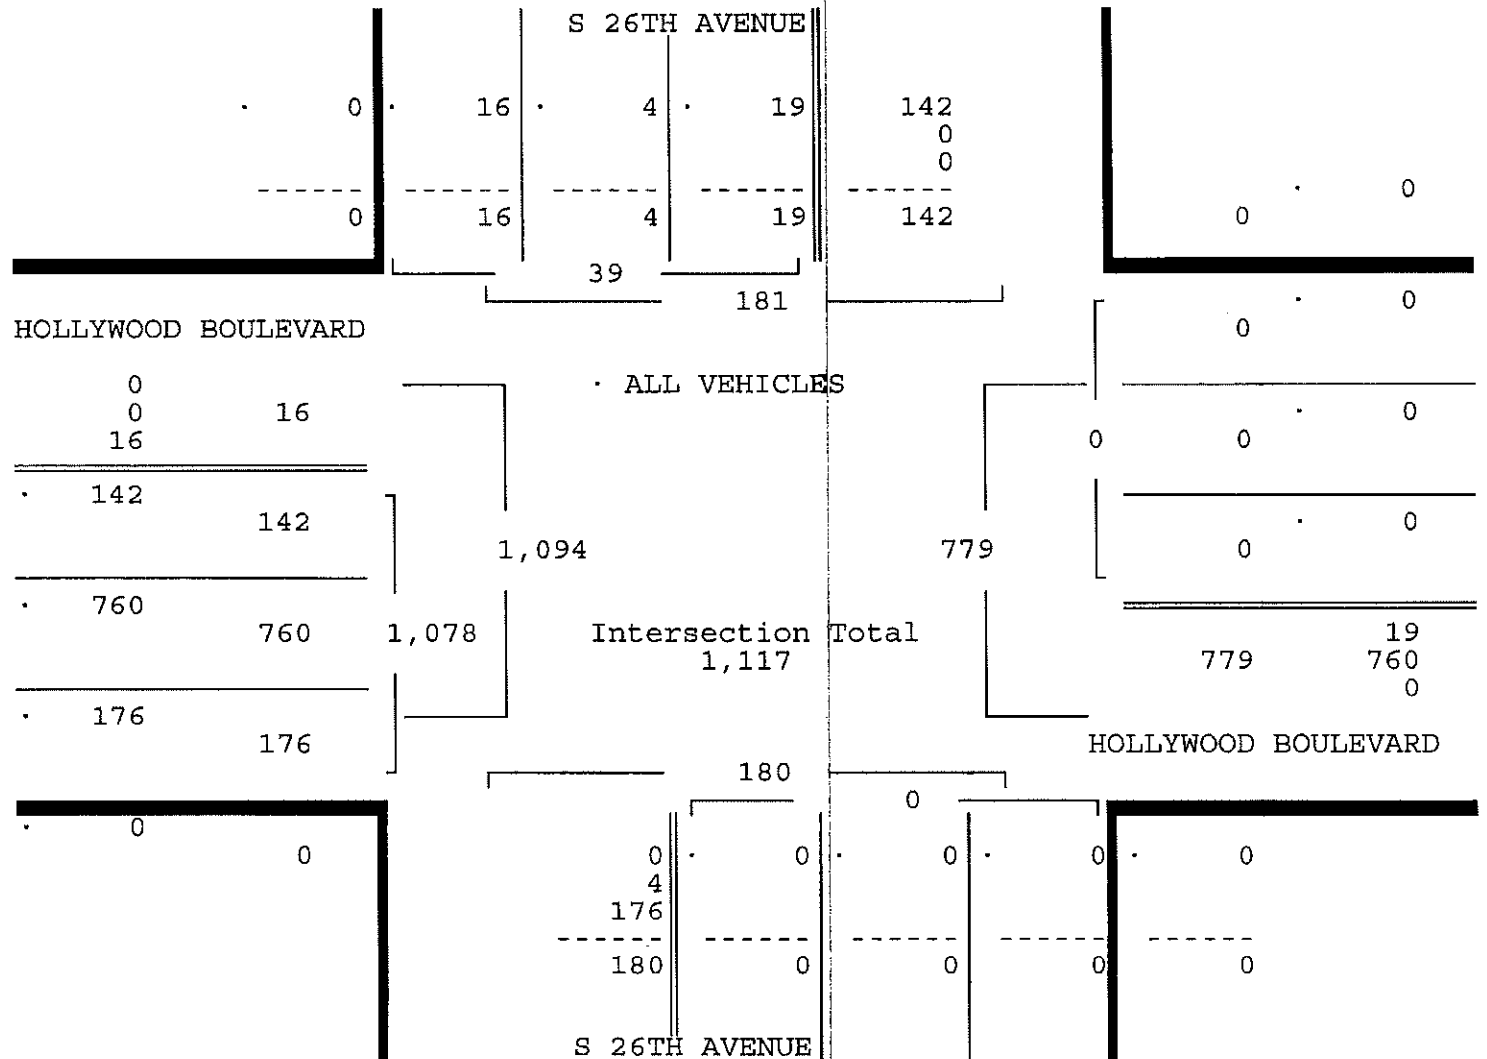 S 26TH AVENUE
· 0 · 16 · 4 · 19 142
0
0
------ ------ ------ ------ ------
· 0
0 16 4 19 142 0
39
181 · 0
HOLLYWOOD BOULEVARD 0
0 · ALL VEHICLES
0 16 · 0
16 0 0
· 142
142 · 0
1,094 779 0
· 760
760 1,078 Intersection Total 19
1,117 779 760
0
· 176
176 HOLLYWOOD BOULEVARD
180
0
· 0
0 0 · 0 · 0 · 0 · 0
4
176
------ ------ ------ ------ ------
180 0 0 0 0
S 26TH AVENUE